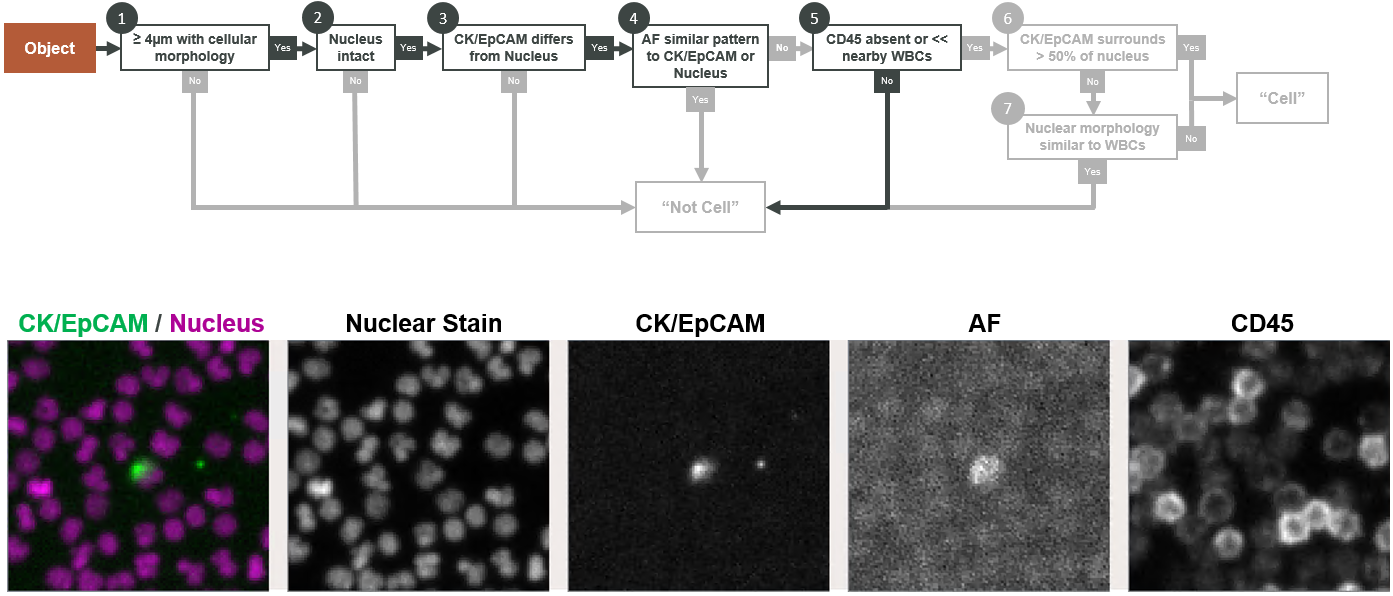 1
2
3
4
5
6
Object
≥ 4µm with cellular
morphology
Yes
Nucleus
intact
Yes
CK/EpCAM differs
from Nucleus
Yes
AF similar pattern
to CK/EpCAM or
Nucleus
No
CD45 absent or <<
nearby WBCs
Yes
CK/EpCAM surrounds
> 50% of nucleus
Yes
No
No
No
Yes
No
No
7
Nuclear morphology
similar to WBCs
No
Yes
“Cell”
“Not Cell”
CK/EpCAM / Nucleus
Nuclear Stain
CK/EpCAM
AF
CD45